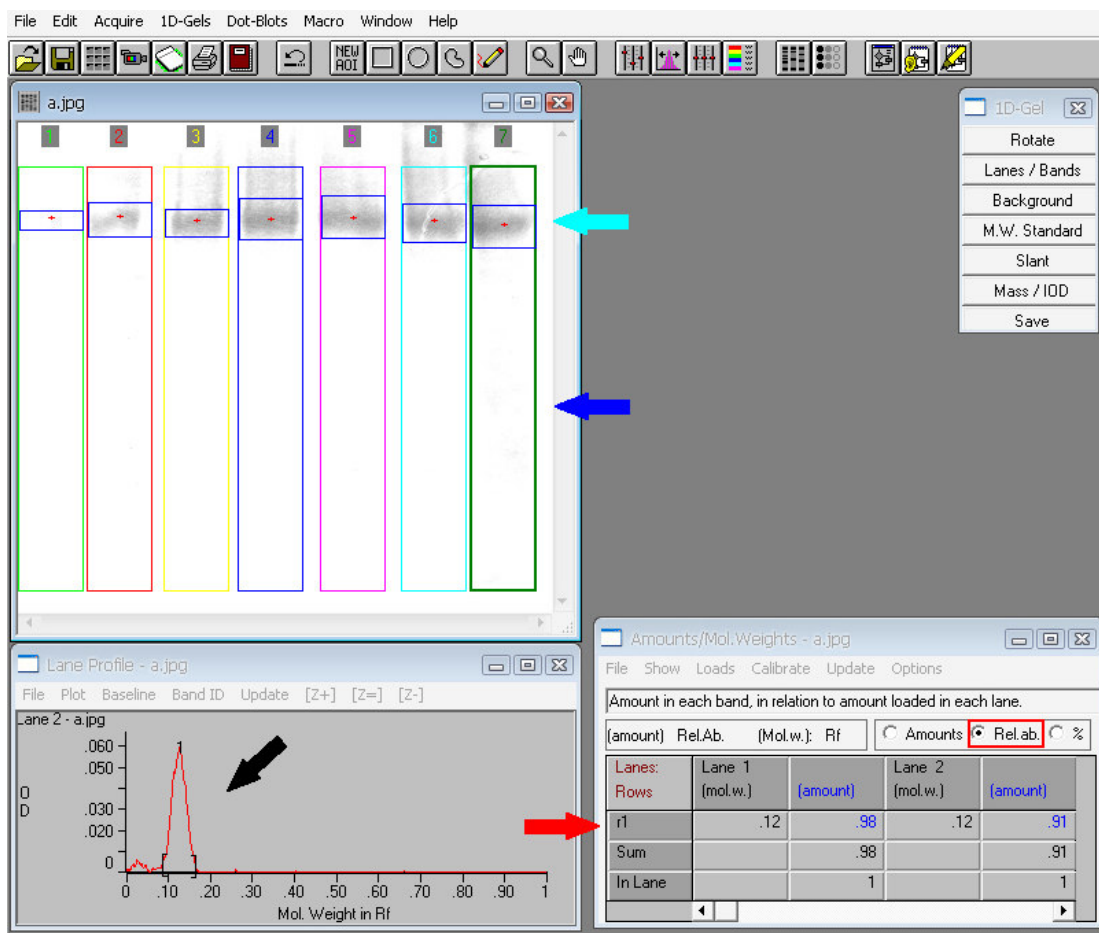 File Edit Acquire 1D-Gels Dot-Blots Macro Window Help
NEW
AOI
a.jpg
1 2 3 4 5 6 7
1D-Gel
Rotate
Lanes / Bands
Background
M.W. Standard
Slant
Mass / IOD
Save
Lane Profile - a.jpg
File Plot Baseline Band ID Update [Z+] [Z=] [Z-]
Lane 2 - a.jpg
O
D
.060
.050
.030
.020
0
1
0 .10 .20 .30 .40 .50 .60 .70 .80 .90 1
Mol. Weight in Rf
Amounts/Mol.Weights - a.jpg
File Show Loads Calibrate Update Options
Amount in each band, in relation to amount loaded in each lane.
(amount) Rel.Ab. (Mol.w.): Rf Amounts Rel.ab. %
Lanes: Lane 1 Lane 2
Rows (mol.w.) (amount) (mol.w.) (amount)
r1 .12 .98 .12 .91
Sum .98 .91
In Lane 1 1